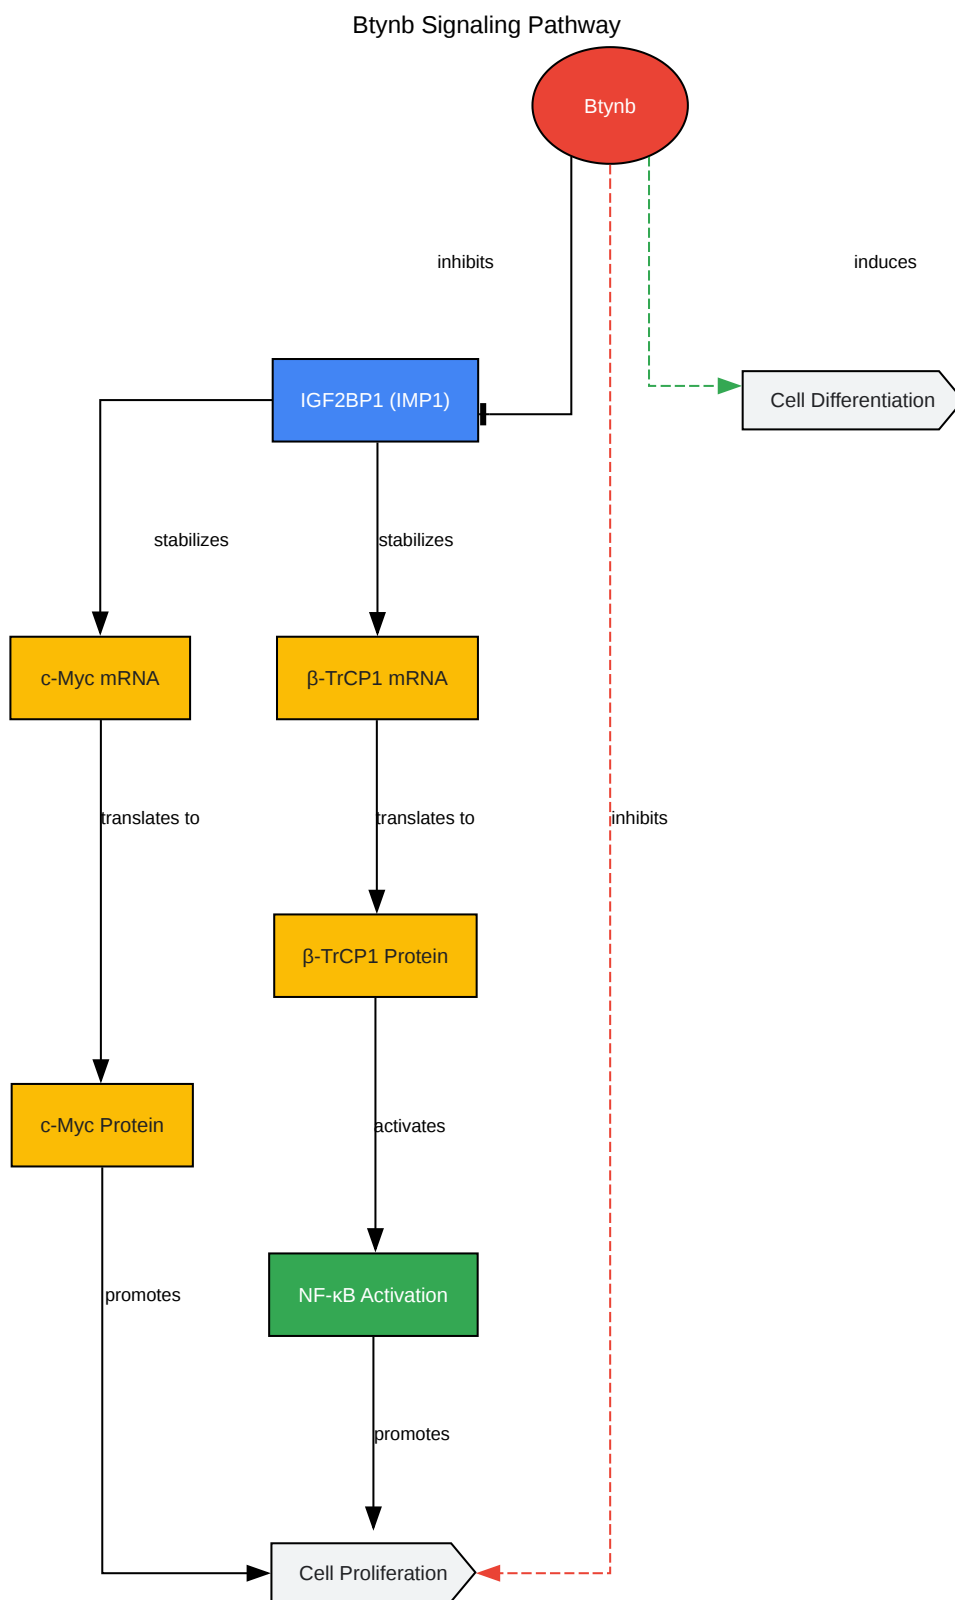 Btynb Signaling Pathway
Btynb
inhibits
induces
IGF2BP1 (IMP1)
Cell Differentiation
stabilizes
stabilizes
c-Myc mRNA
β-TrCP1 mRNA
translates to
translates to
inhibits
β-TrCP1 Protein
c-Myc Protein
activates
promotes
NF-κB Activation
promotes
Cell Proliferation